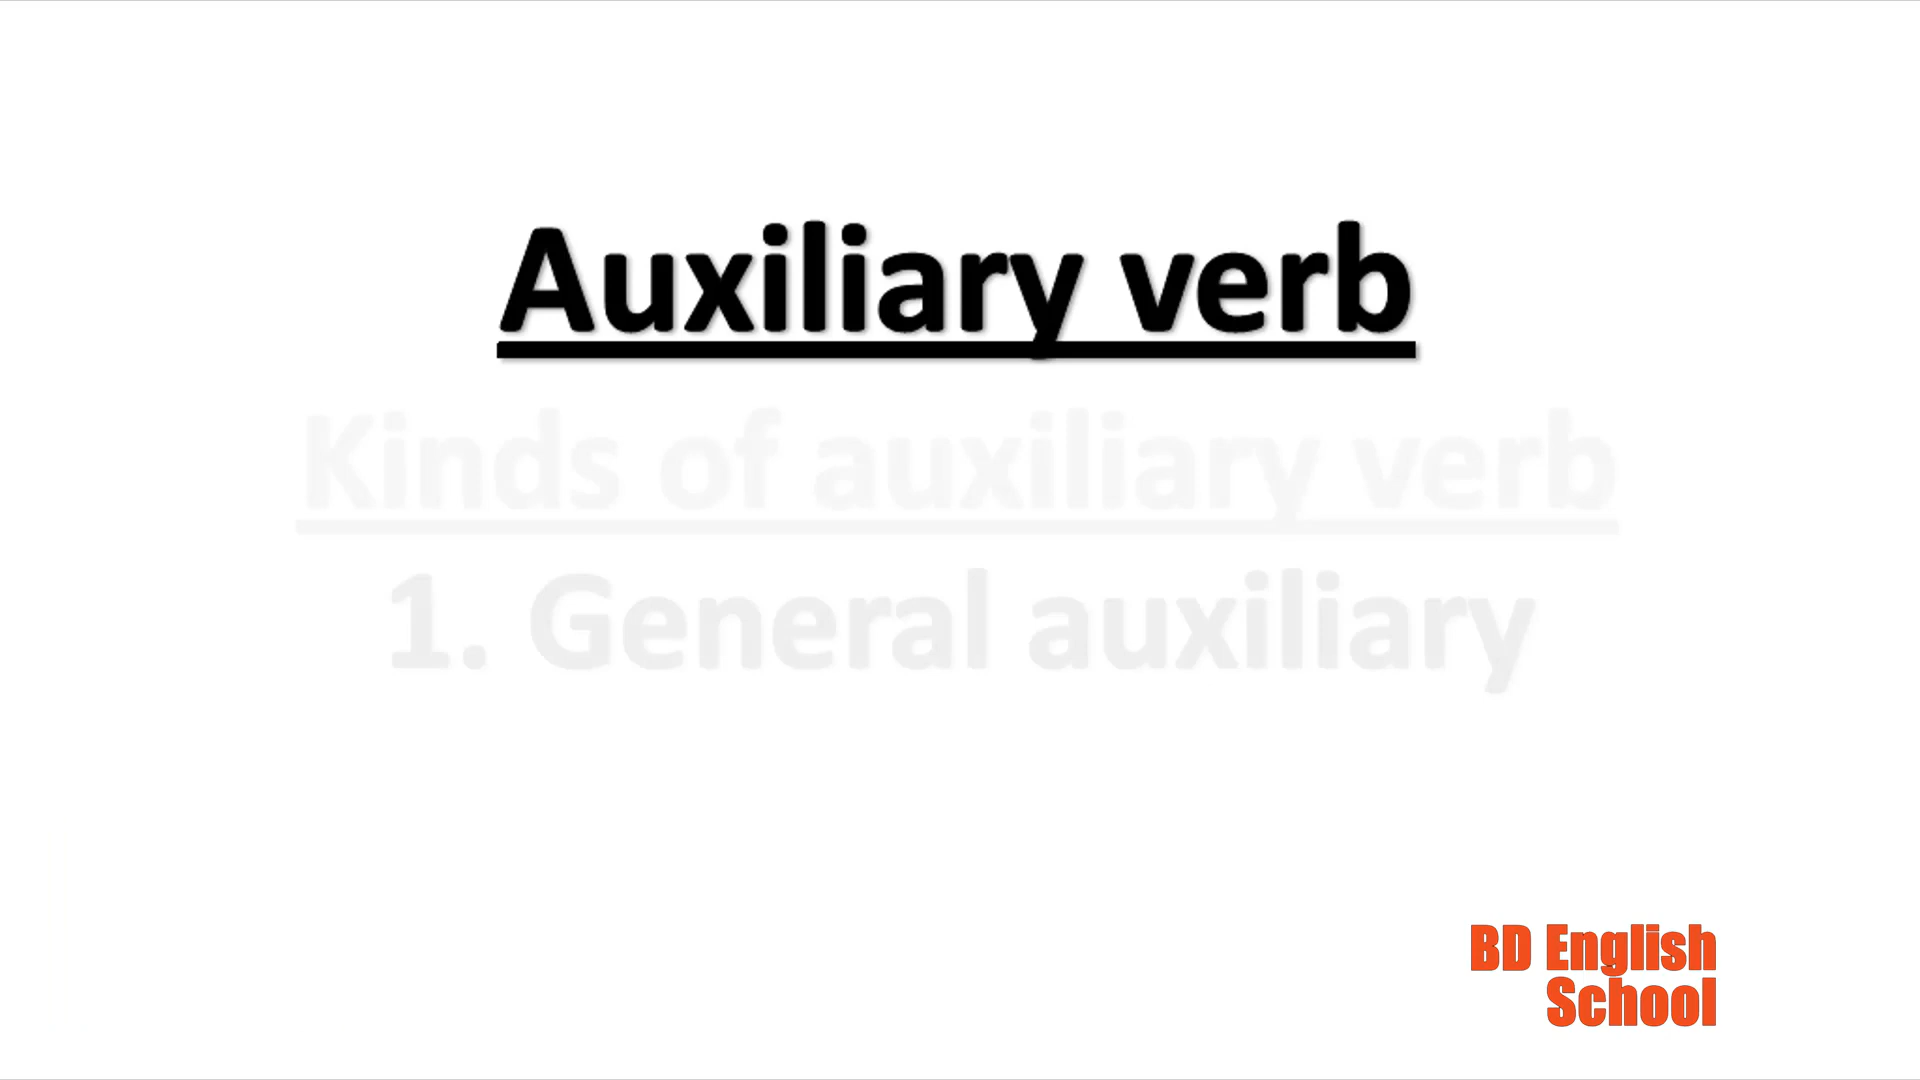 Auxiliary verb
Kinds of auxiliary verb
1. General auxiliary
BD English
School